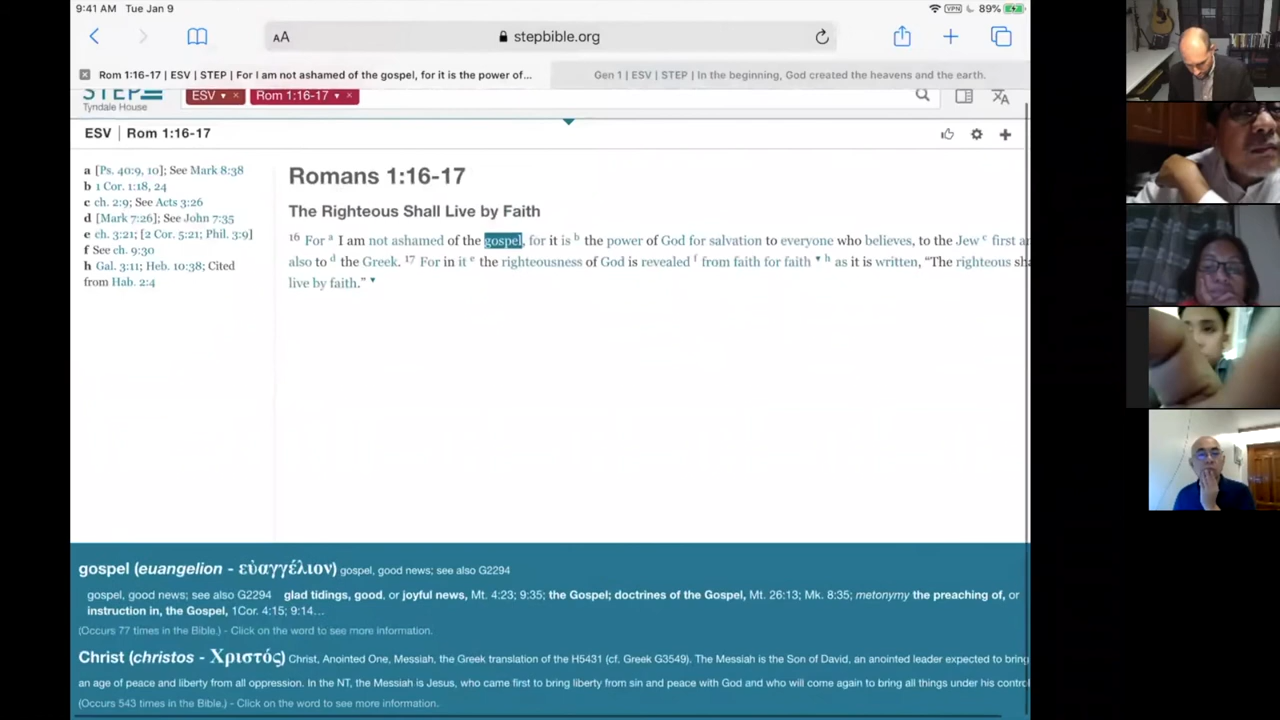 9:41 AM Tue Jan 9
VPN 89%
AA stepbible.org
Rom 1:16-17 | ESV | STEP | For I am not ashamed of the gospel, for it is the power of...
Gen 1 | ESV | STEP | In the beginning, God created the heavens and the earth.
STEP
Tyndale House
ESV ▾ × Rom 1:16-17 ▾ ×
ESV | Rom 1:16-17
a [Ps. 40:9, 10]; See Mark 8:38
b 1 Cor. 1:18, 24
c ch. 2:9; See Acts 3:26
d [Mark 7:26]; See John 7:35
e ch. 3:21; [2 Cor. 5:21; Phil. 3:9]
f See ch. 9:30
h Gal. 3:11; Heb. 10:38; Cited
from Hab. 2:4
Romans 1:16-17
The Righteous Shall Live by Faith
16 For a I am not ashamed of the gospel, for it is b the power of God for salvation to everyone who believes, to the Jew c first
also to d the Greek. 17 For in it e the righteousness of God is revealed f from faith for faith ▾ h as it is written, “The righteous
live by faith.” ▾
gospel (euangelion - εὐαγγέλιον) gospel, good news; see also G2294
gospel, good news; see also G2294 glad tidings, good, or joyful news, Mt. 4:23; 9:35; the Gospel; doctrines of the Gospel, Mt. 26:13; Mk. 8:35; metonymy the preaching of, or
instruction in, the Gospel, 1Cor. 4:15; 9:14...
(Occurs 77 times in the Bible.) - Click on the word to see more information.
Christ (christos - Χριστός) Christ, Anointed One, Messiah, the Greek translation of the H5431 (cf. Greek G3549). The Messiah is the Son of David, an anointed leader expected to bring
an age of peace and liberty from all oppression. In the NT, the Messiah is Jesus, who came first to bring liberty from sin and peace with God and who will come again to bring all things under his
(Occurs 543 times in the Bible.) - Click on the word to see more information.